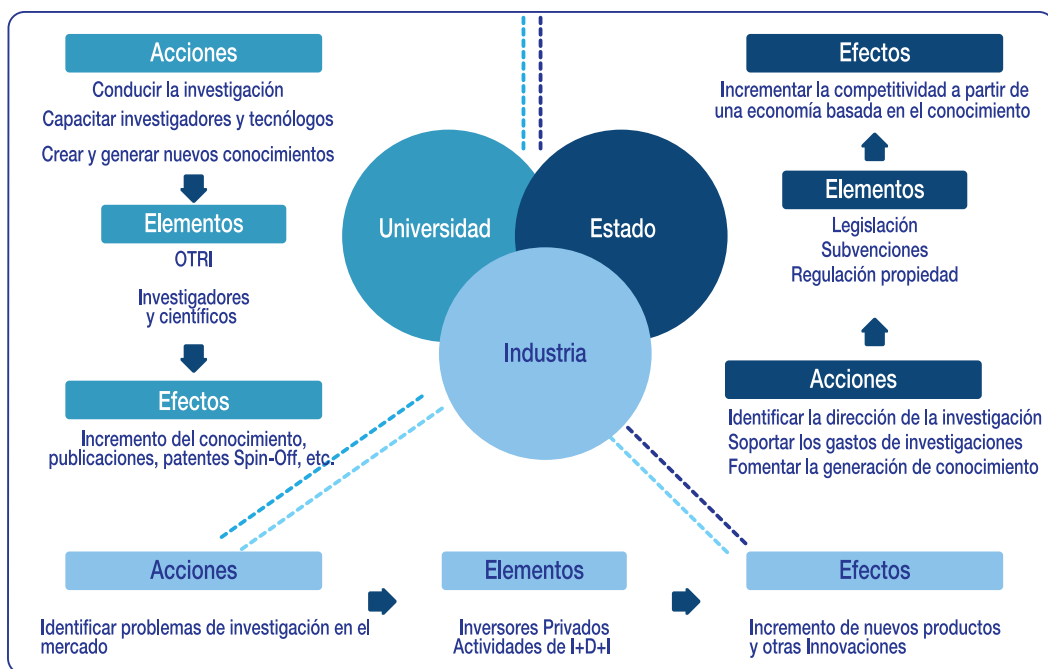 Acciones
Conducir la investigación
Capacitar investigadores y tecnólogos
Crear y generar nuevos conocimientos
Elementos
OTRI
Investigadores
y científicos
Efectos
Incremento del conocimiento,
publicaciones, patentes Spin-Off, etc.
Universidad
Estado
Industria
Efectos
Incrementar la competitividad a partir de
una economía basada en el conocimiento
Elementos
Legislación
Subvenciones
Regulación propiedad
Acciones
Identificar la dirección de la investigación
Soportar los gastos de investigaciones
Fomentar la generación de conocimiento
Acciones
Identificar problemas de investigación en el
mercado
Elementos
Inversores Privados
Actividades de I+D+I
Efectos
Incremento de nuevos productos
y otras Innovaciones